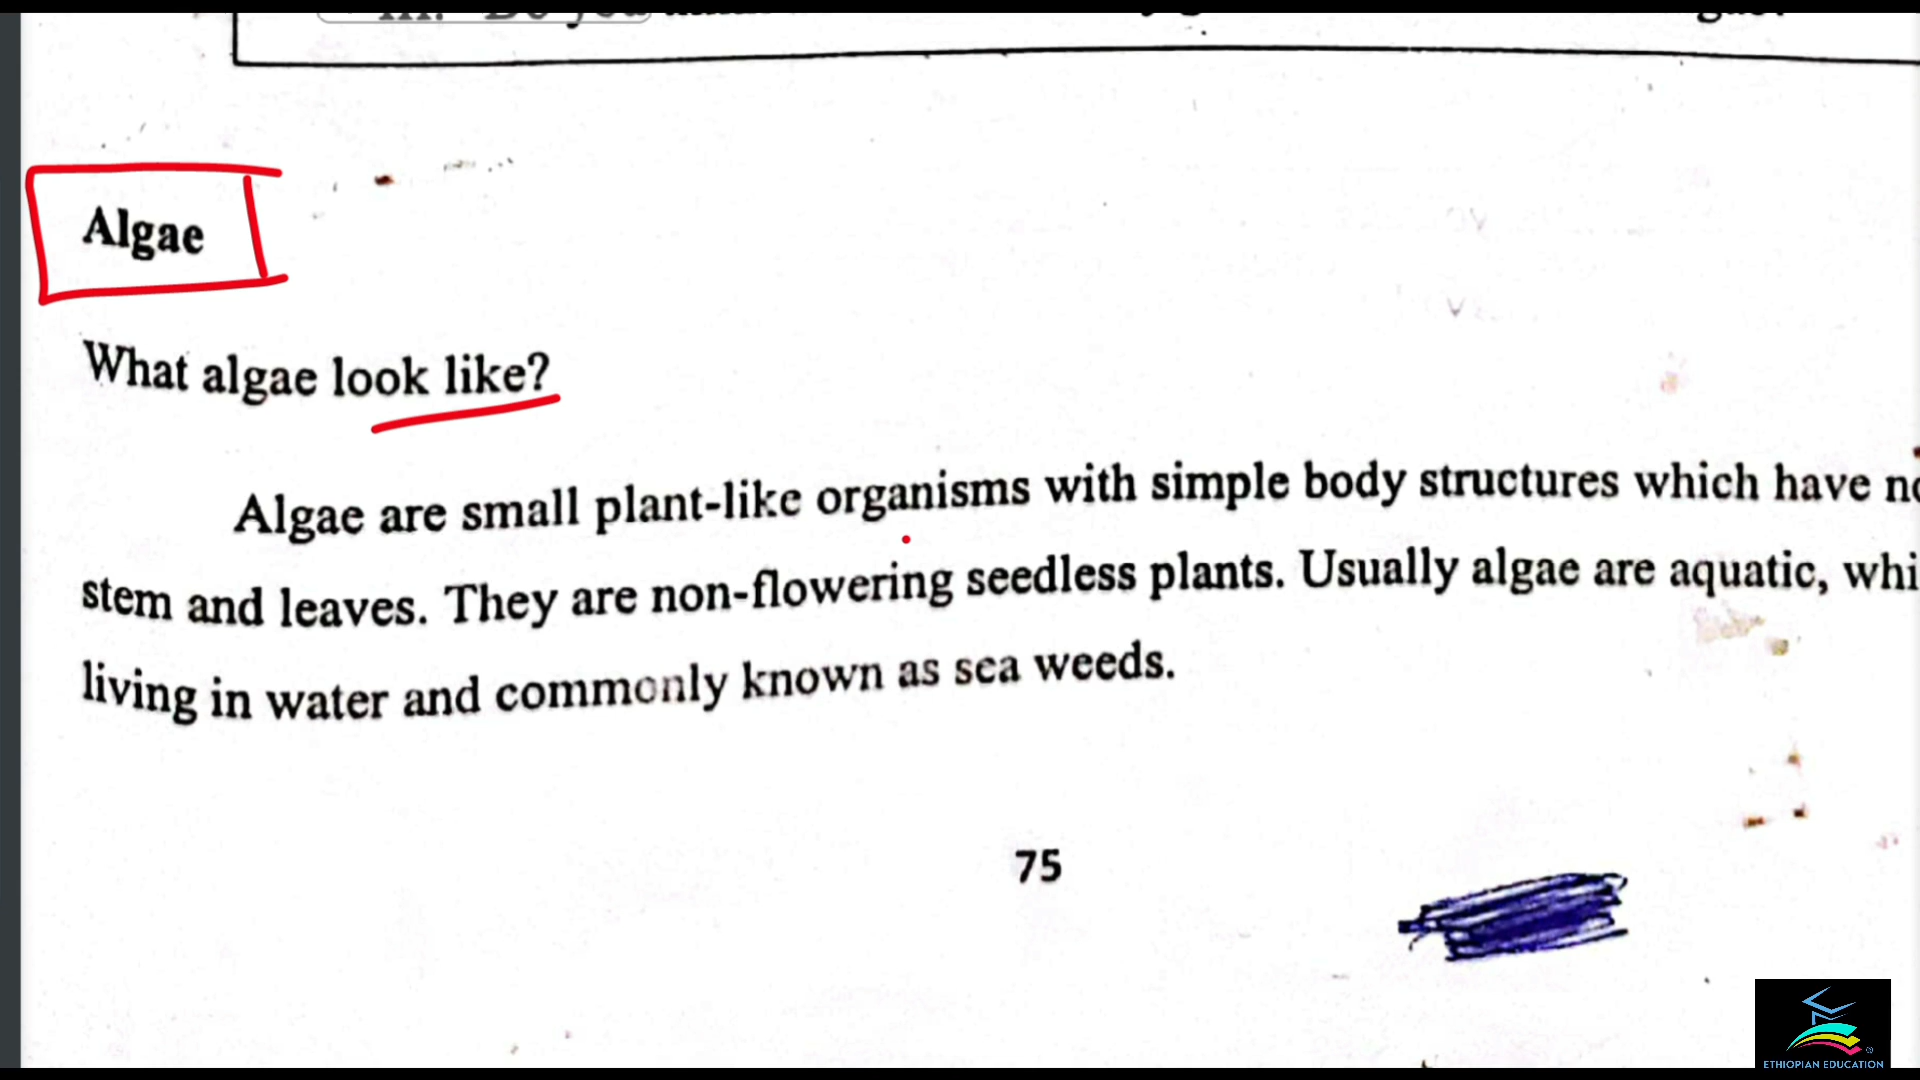 Algae
What algae look like?
Algae are small plant-like organisms with simple body structures which have
stem and leaves. They are non-flowering seedless plants. Usually algae are aquatic,
living in water and commonly known as sea weeds.
75
ETHIOPIAN EDUCATION